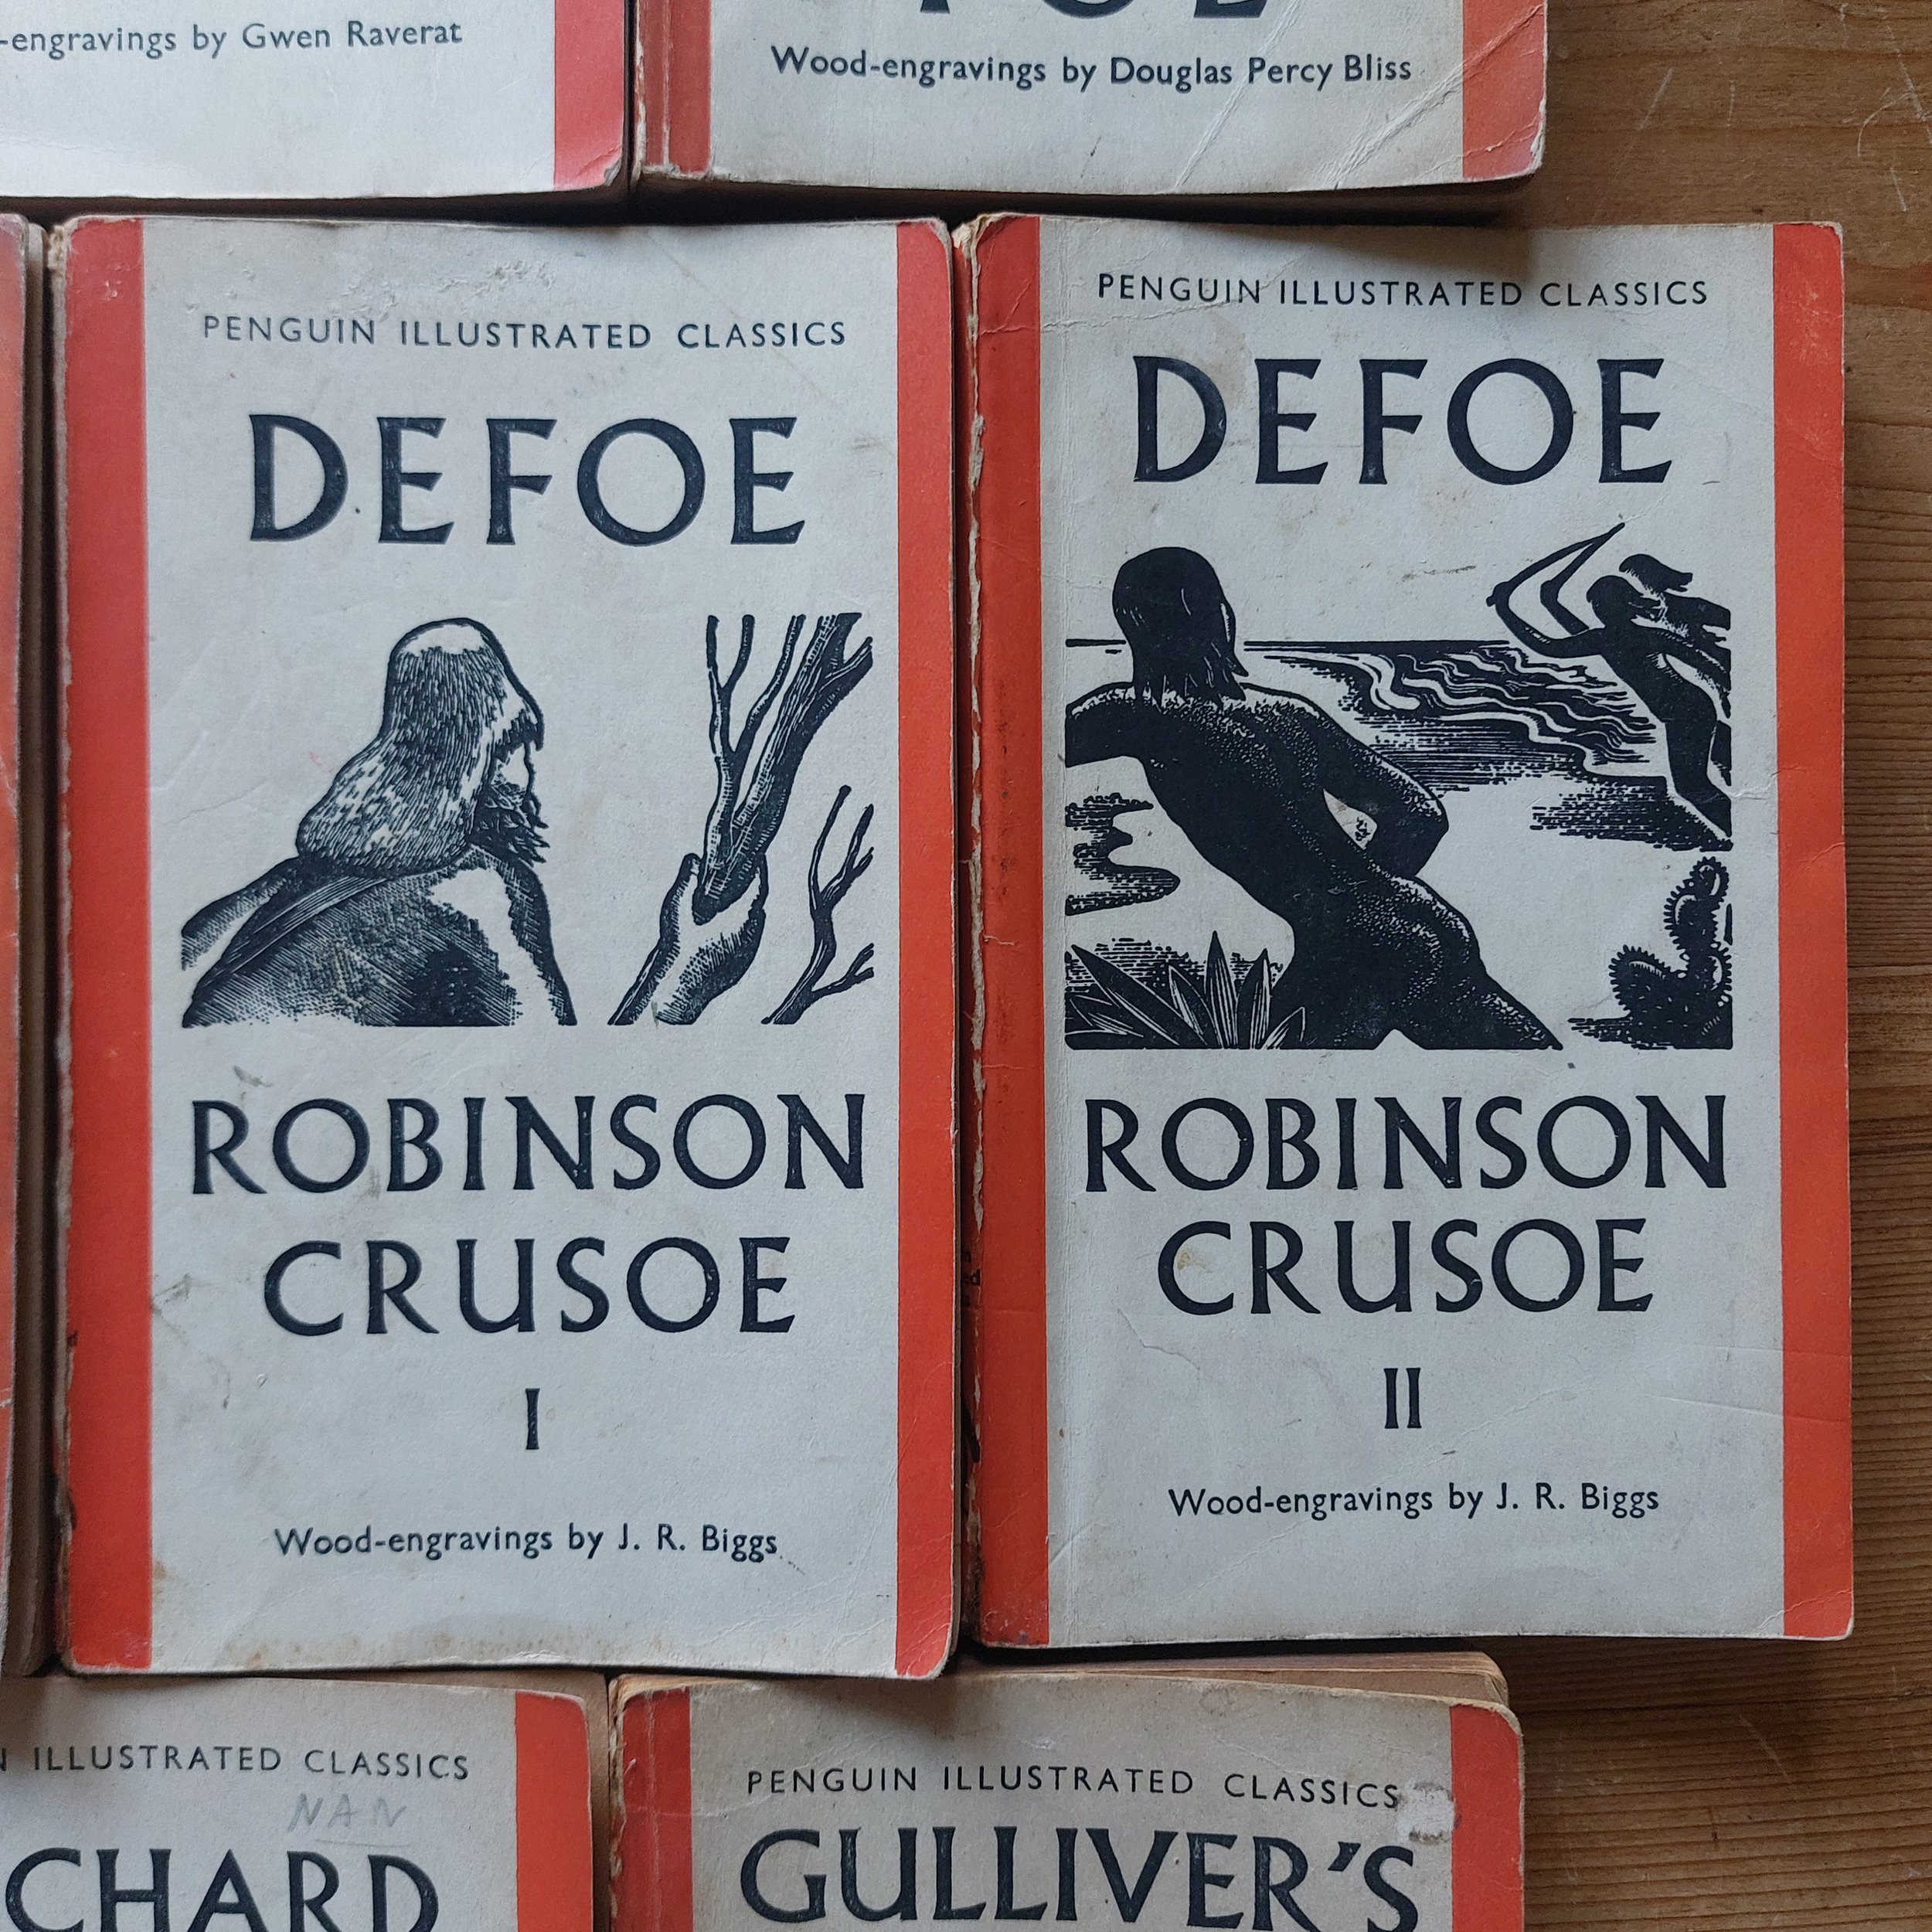 -engravings by Gwen Raverat
Wood-engravings by Douglas Percy Bliss
PENGUIN ILLUSTRATED CLASSICS
DEFOE
ROBINSON
CRUSOE
I
Wood-engravings by J. R. Biggs
PENGUIN ILLUSTRATED CLASSICS
DEFOE
ROBINSON
CRUSOE
II
Wood-engravings by J. R. Biggs
ILLUSTRATED CLASSICS
NAN
CHARD
PENGUIN ILLUSTRATED CLASSICS
GULLIVER'S